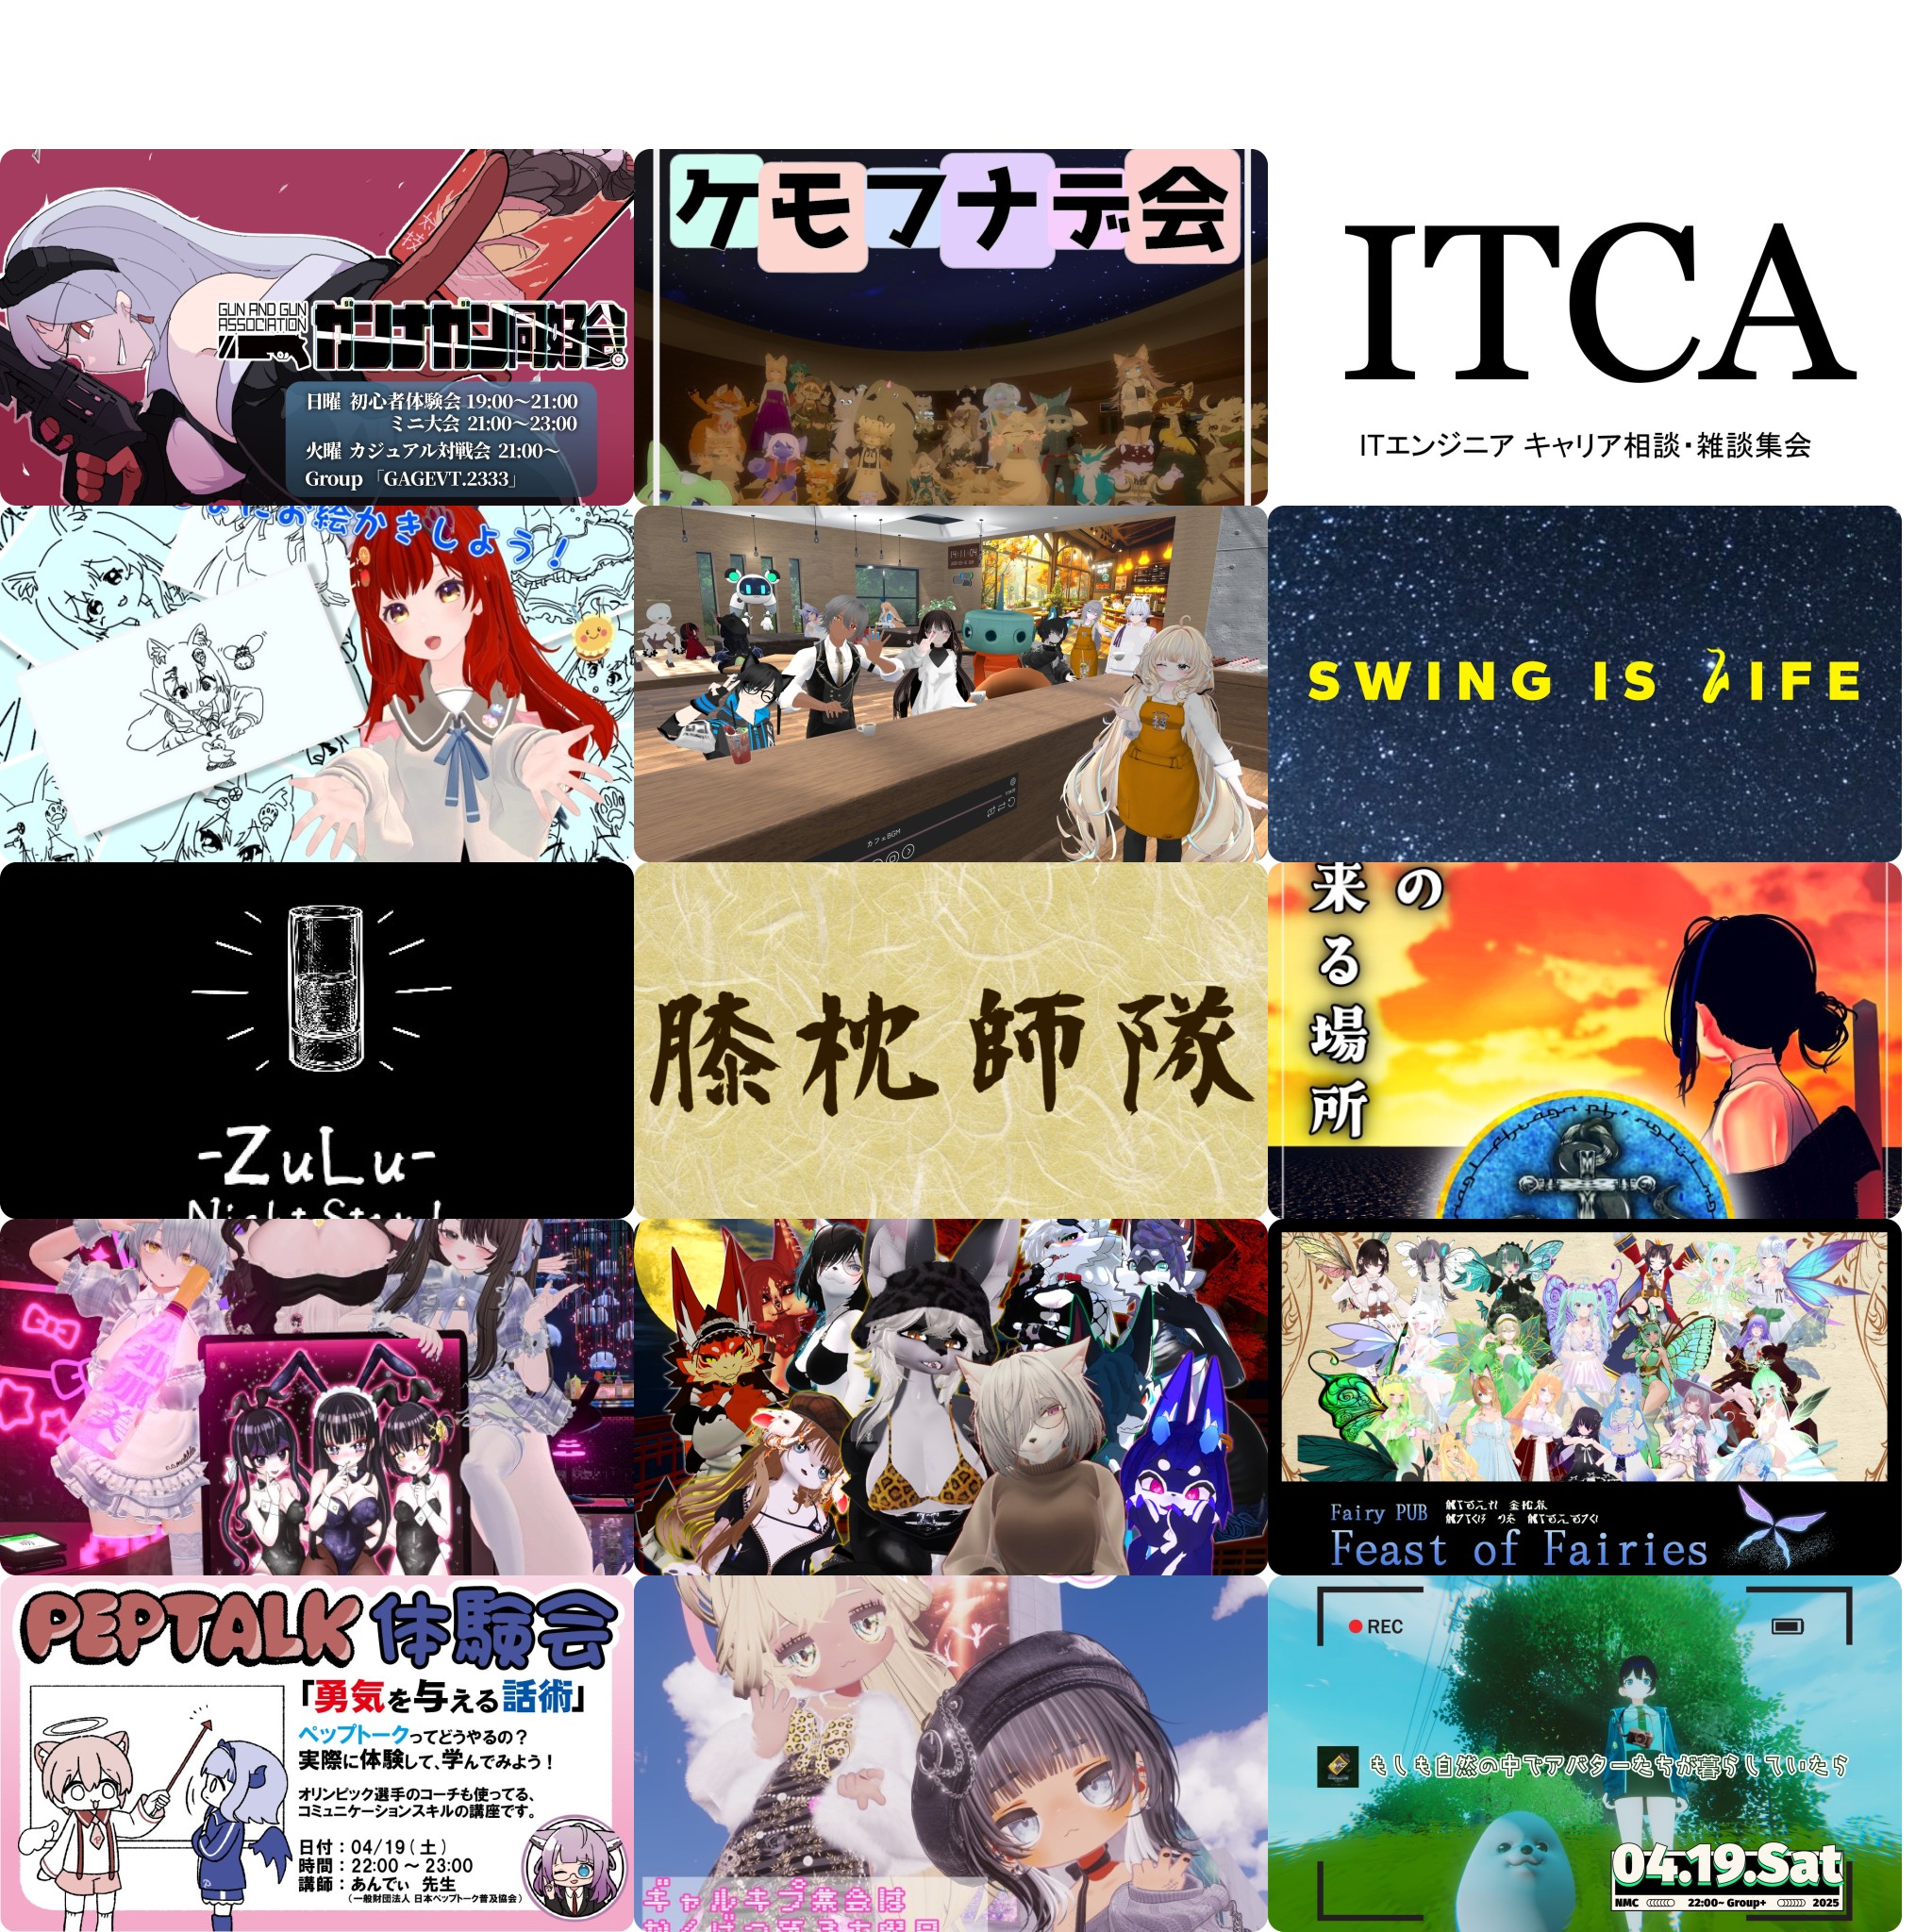 GUN AND GUN
ASSOCIATION
ガンナガン同好会
日曜 初心者体験会 19:00～21:00
ミニ大会 21:00～23:00
火曜 カジュアル対戦会 21:00～
Group 「GAGEVT.2333」
ケモフナデ会
ITCA
ITエンジニア キャリア相談・雑談集会
お絵かきしよう!
カフェBGM
SWING IS LIFE
-ZuLu-
膝枕師隊
の
来る場所
Fairy PUB
Feast of Fairies
PEPTALK 体験会
「勇気を与える話術」
ペップトークってどうやるの？
実際に体験して、学んでみよう！
オリンピック選手のコーチも使ってる、
コミュニケーションスキルの講座です。
日付：04/19（土）
時間：22:00 ～ 23:00
講師：あんでぃ 先生
（一般財団法人 日本ペップトーク普及協会）
ギャルキプ集会は
REC
もしも自然の中でアバターたちが暮らしていたら
04.19.Sat
NMC 22:00~ Group+ 2025